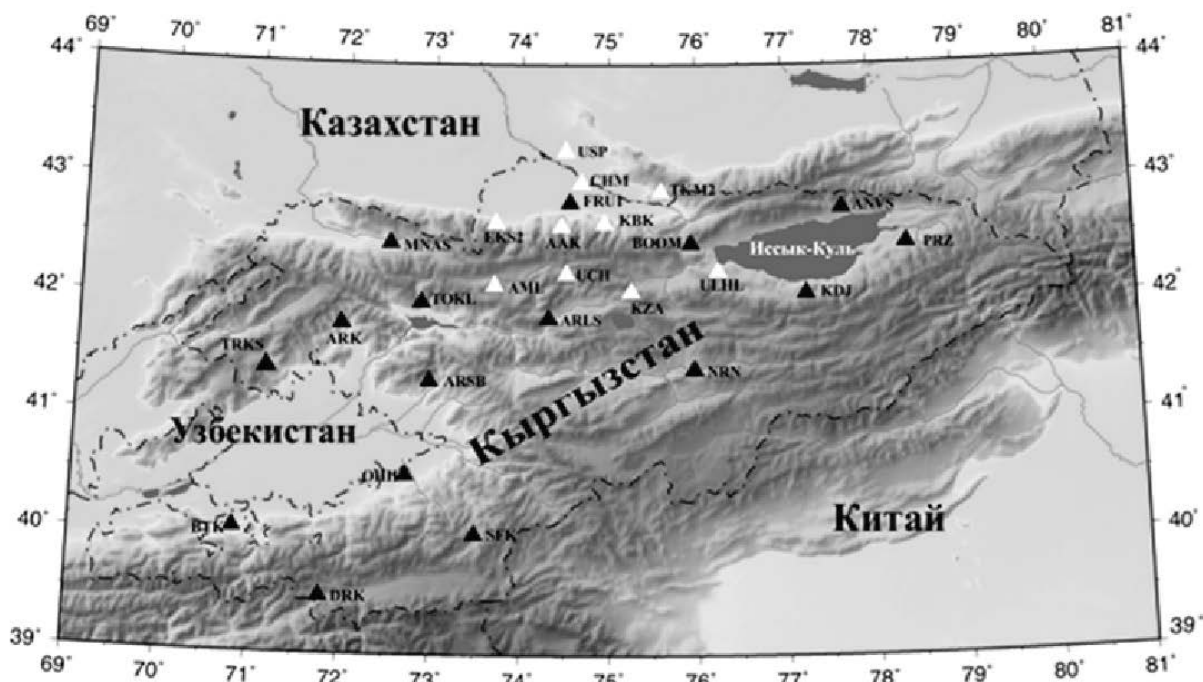 69° 70° 71° 72° 73° 74° 75° 76° 77° 78° 79° 80° 81°
44° 44°
Казахстан
43° 43°
USP
CHM
TKM2
FRU1
ANVS
KBK
EKS2
AAK
MNAS
BOOM
Иссык-Куль
PRZ
42° 42°
UCH
ULHL
AML
KZA
KDJ
TOKL
ARLS
ARK
TRKS
NRN
ARSB
41° 41°
Кыргызстан
Узбекистан
OHH
40° 40°
BTK
Китай
SFK
DRK
39° 39°
69° 70° 71° 72° 73° 74° 75° 76° 77° 78° 79° 80° 81°